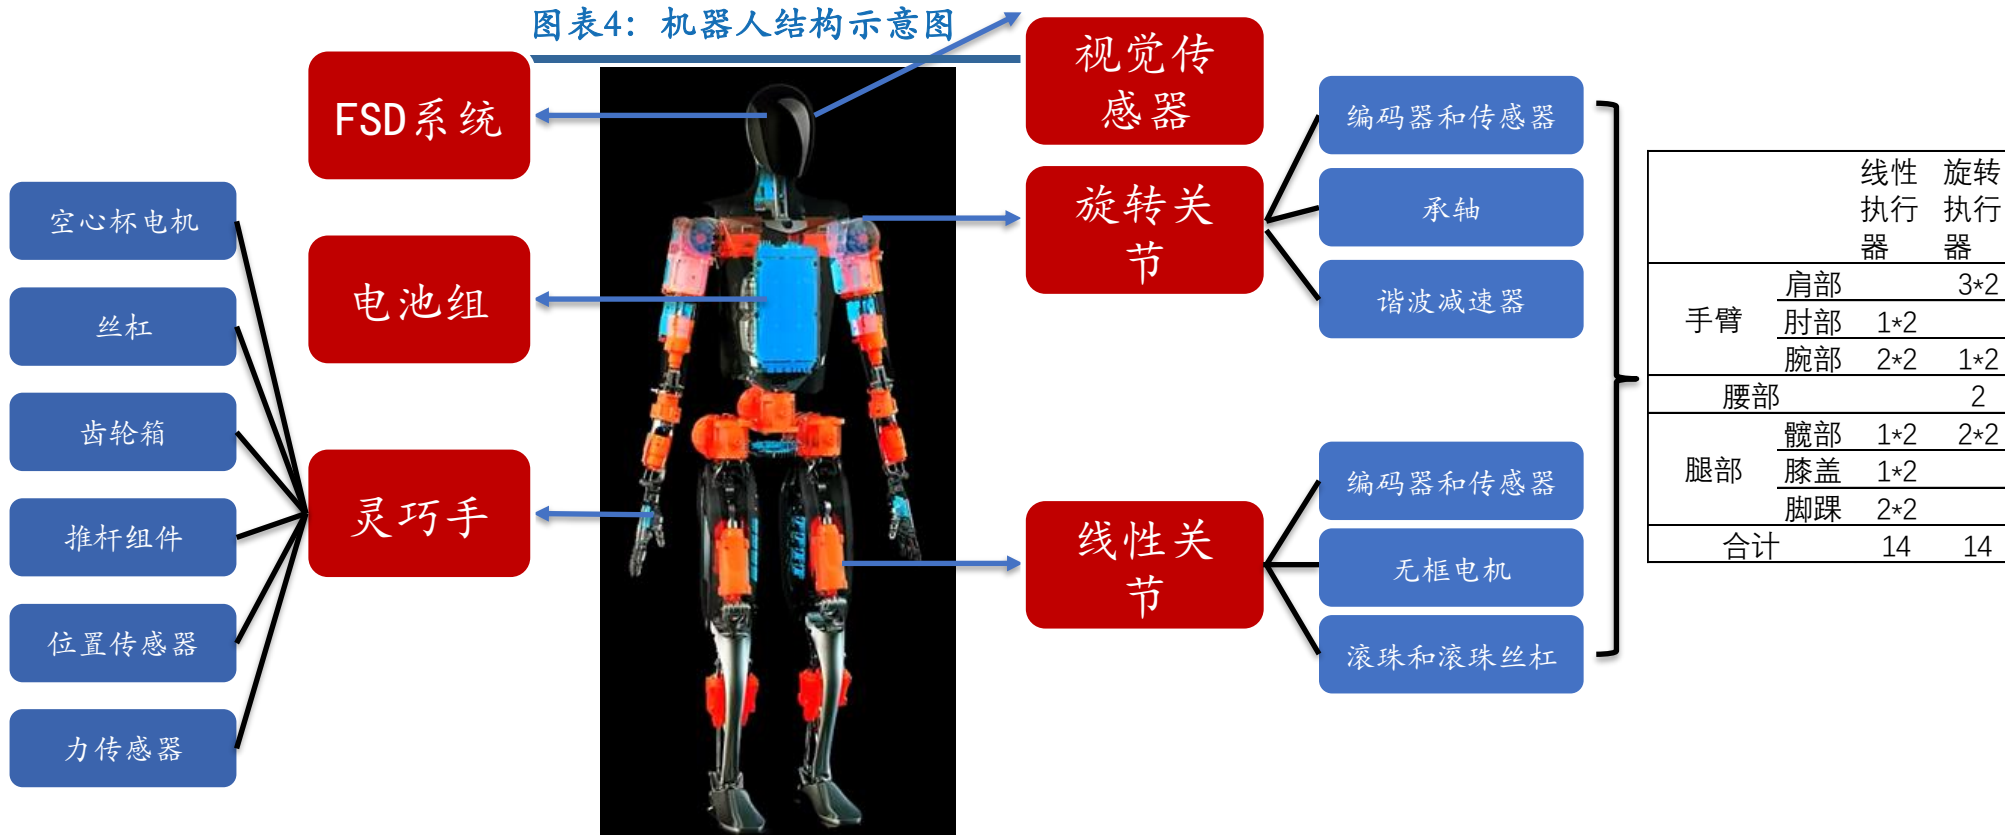 图表4：机器人结构示意图
FSD系统
电池组
灵巧手
空心杯电机
丝杠
齿轮箱
推杆组件
位置传感器
力传感器
视觉传
感器
旋转关
节
线性关
节
编码器和传感器
承轴
谐波减速器
编码器和传感器
无框电机
滚珠和滚珠丝杠
线性 旋转
执行 执行
器 器
手臂 肩部 3*2
肘部 1*2
腕部 2*2 1*2
腰部 2
腿部 髋部 1*2 2*2
膝盖 1*2
脚踝 2*2
合计 14 14